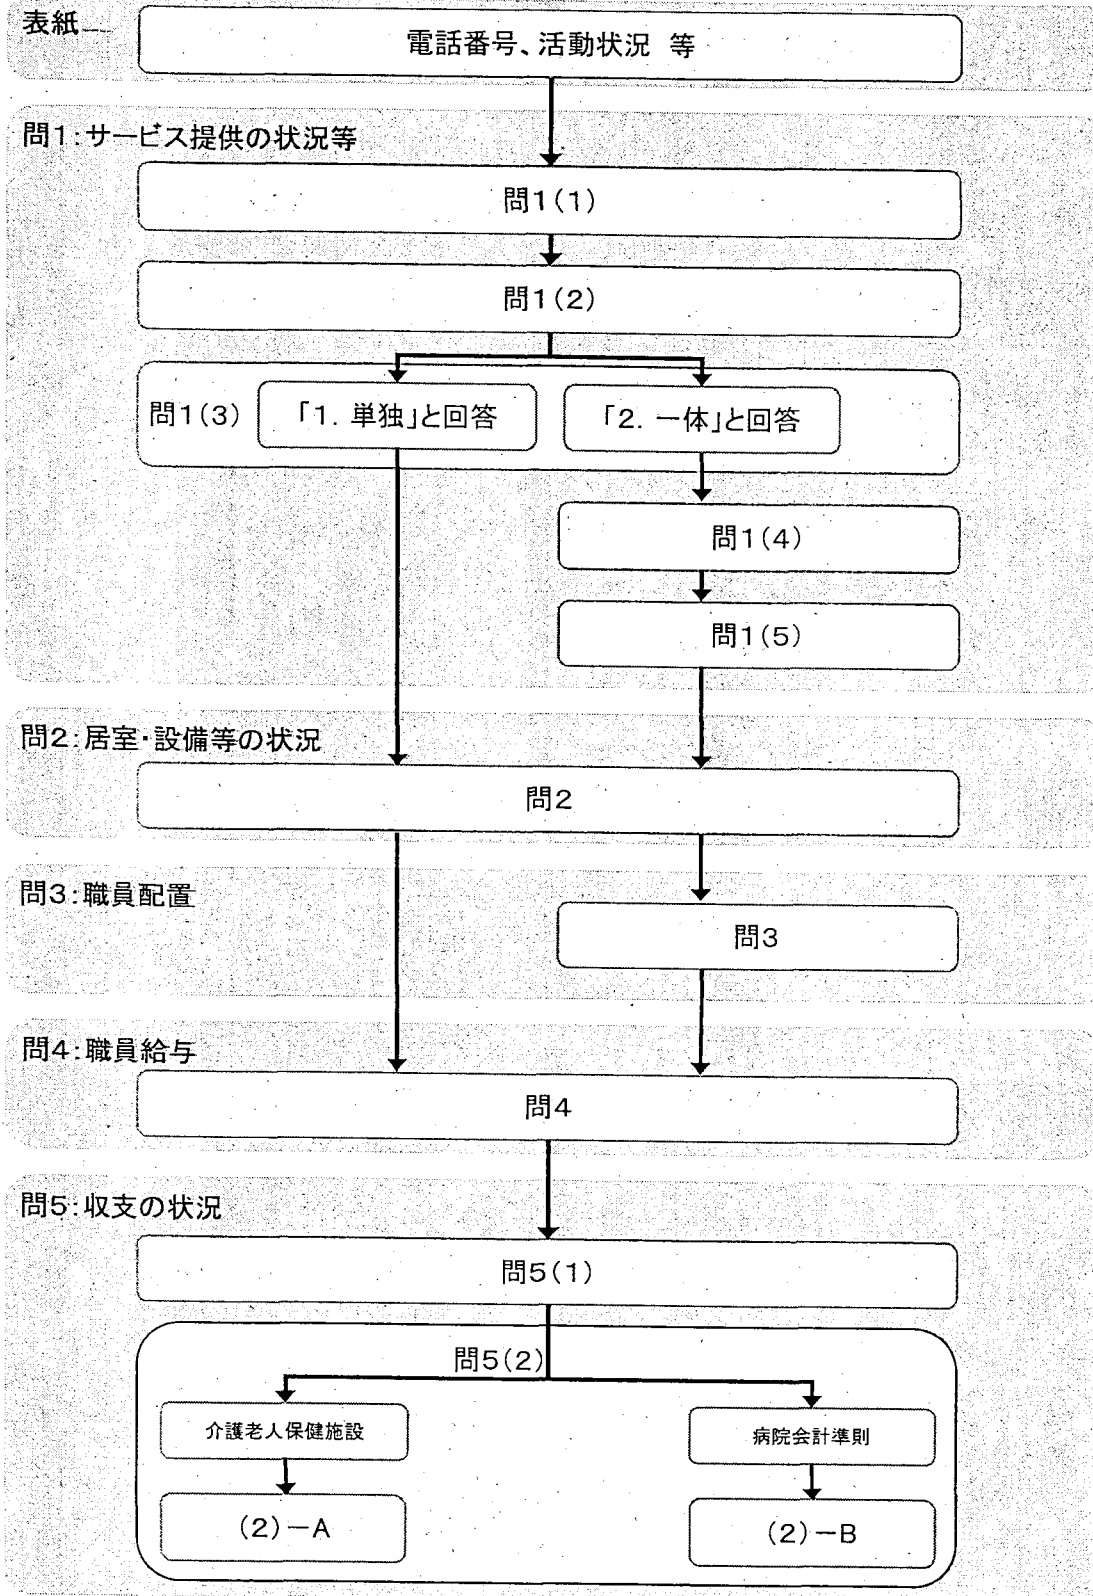 表紙
電話番号、活動状況 等
問1:サービス提供の状況等
問1(1)
問1(2)
問1(3)
「1. 単独」と回答
「2. 一体」と回答
問1(4)
問1(5)
問2:居室・設備等の状況
問2
問3:職員配置
問3
問4:職員給与
問4
問5:収支の状況
問5(1)
問5(2)
介護老人保健施設
病院会計準則
(2)-A
(2)-B